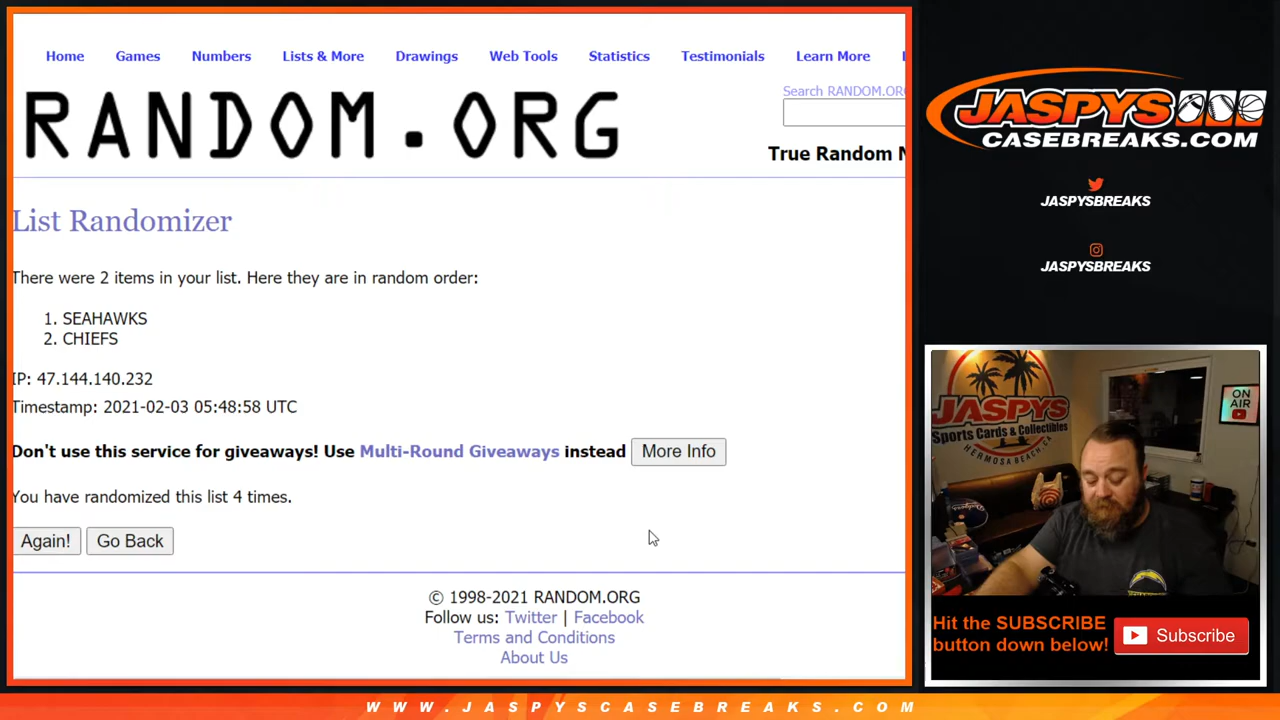 Home Games Numbers Lists & More Drawings Web Tools Statistics Testimonials Learn More
RANDOM.ORG
Search RANDOM.ORG
True Random
List Randomizer
There were 2 items in your list. Here they are in random order:
1. SEAHAWKS
2. CHIEFS
IP: 47.144.140.232
Timestamp: 2021-02-03 05:48:58 UTC
Don't use this service for giveaways! Use Multi-Round Giveaways instead More Info
You have randomized this list 4 times.
Again! Go Back
© 1998-2021 RANDOM.ORG
Follow us: Twitter | Facebook
Terms and Conditions
About Us
JASPYS
CASEBREAKS.COM
JASPYSBREAKS
JASPYSBREAKS
JASPYS
Sports Cards & Collectibles
HERMOSA BEACH, CA
ON
AIR
Hit the SUBSCRIBE
button down below!
Subscribe
WWW.JASPYSCASEBREAKS.COM